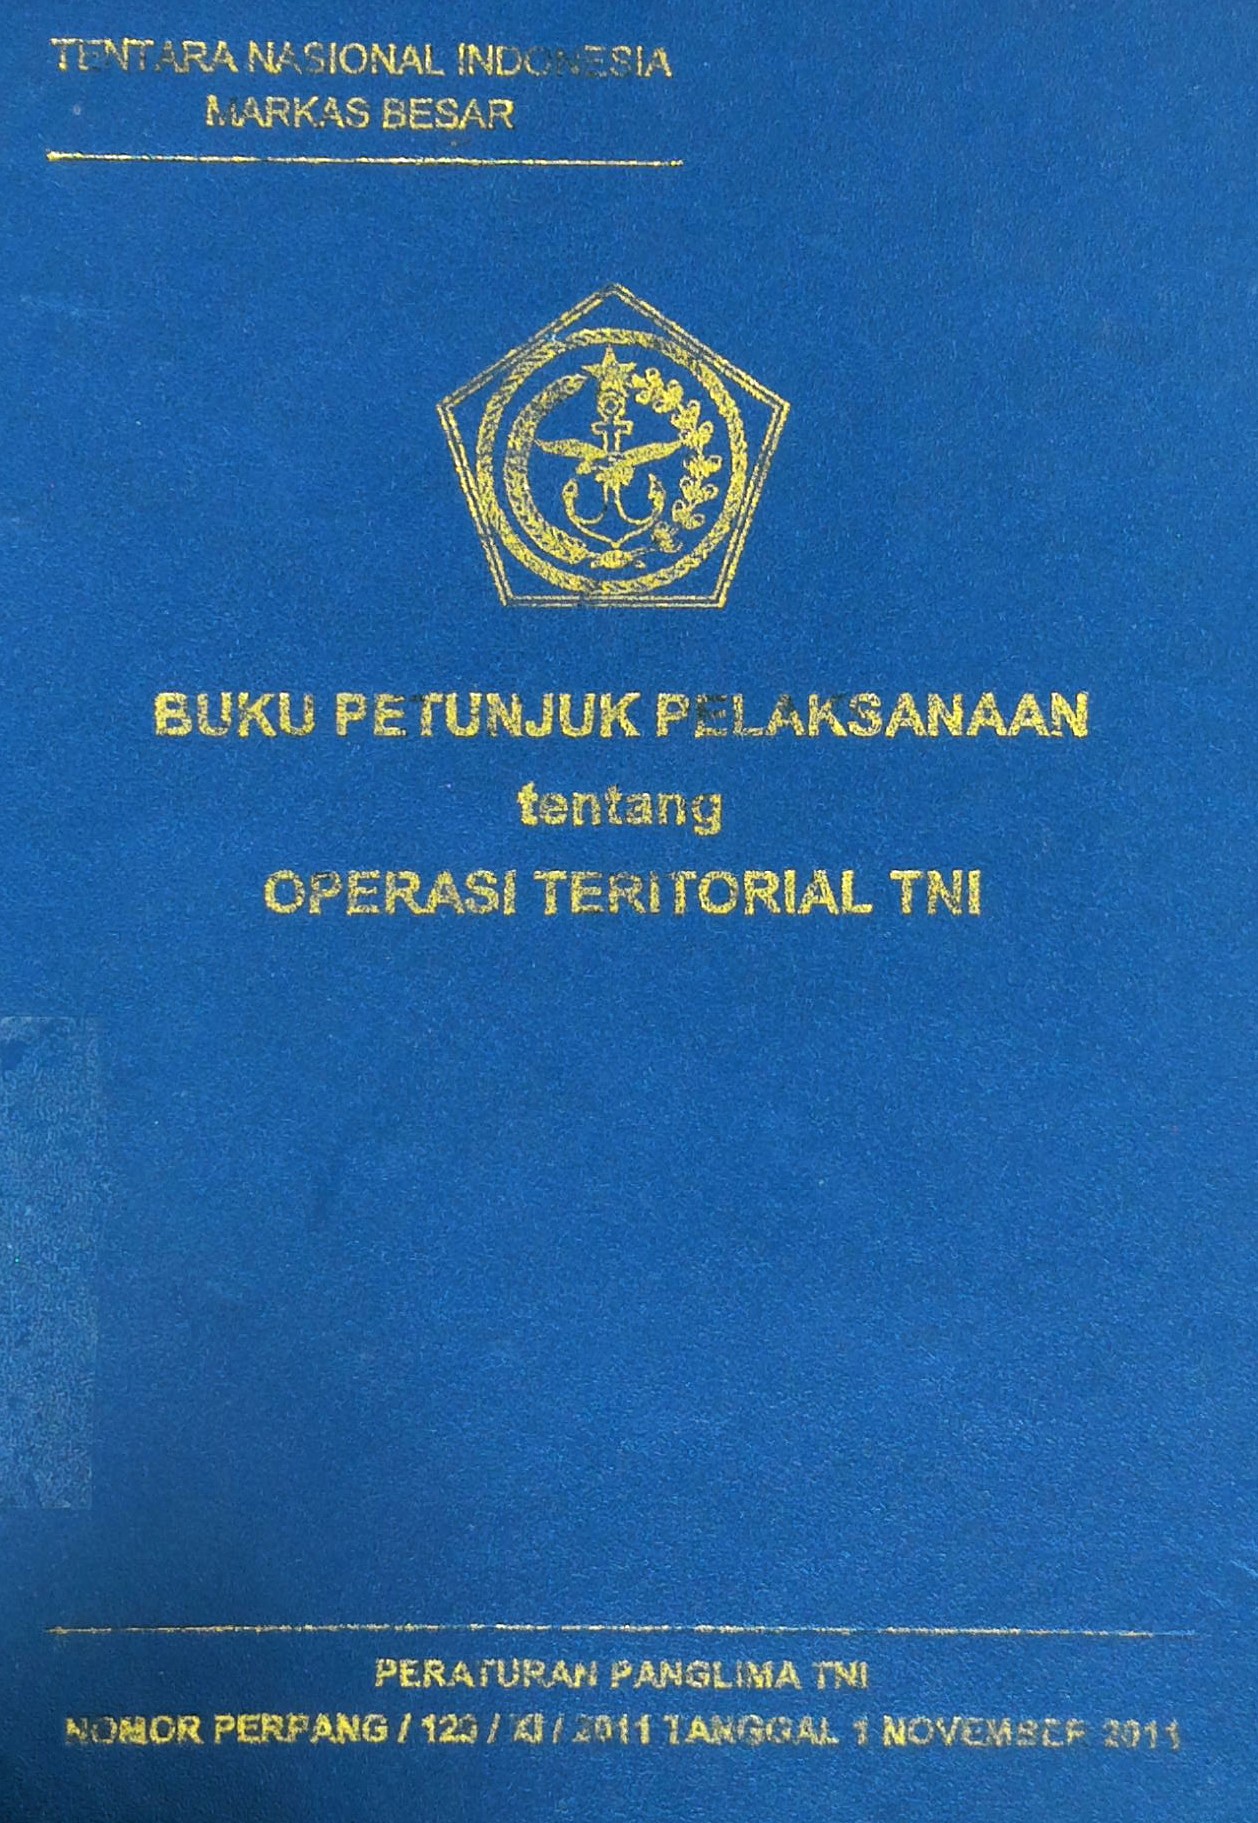 TENTARA NASIONAL INDONESIA
MARKAS BESAR
BUKU PETUNJUK PELAKSANAAN
tentang
OPERASI TERITORIAL TNI
PERATURAN PANGLIMA TNI
NOMOR PERPANG / 123 / XI / 2011 TANGGAL 1 NOVEMBER 2011